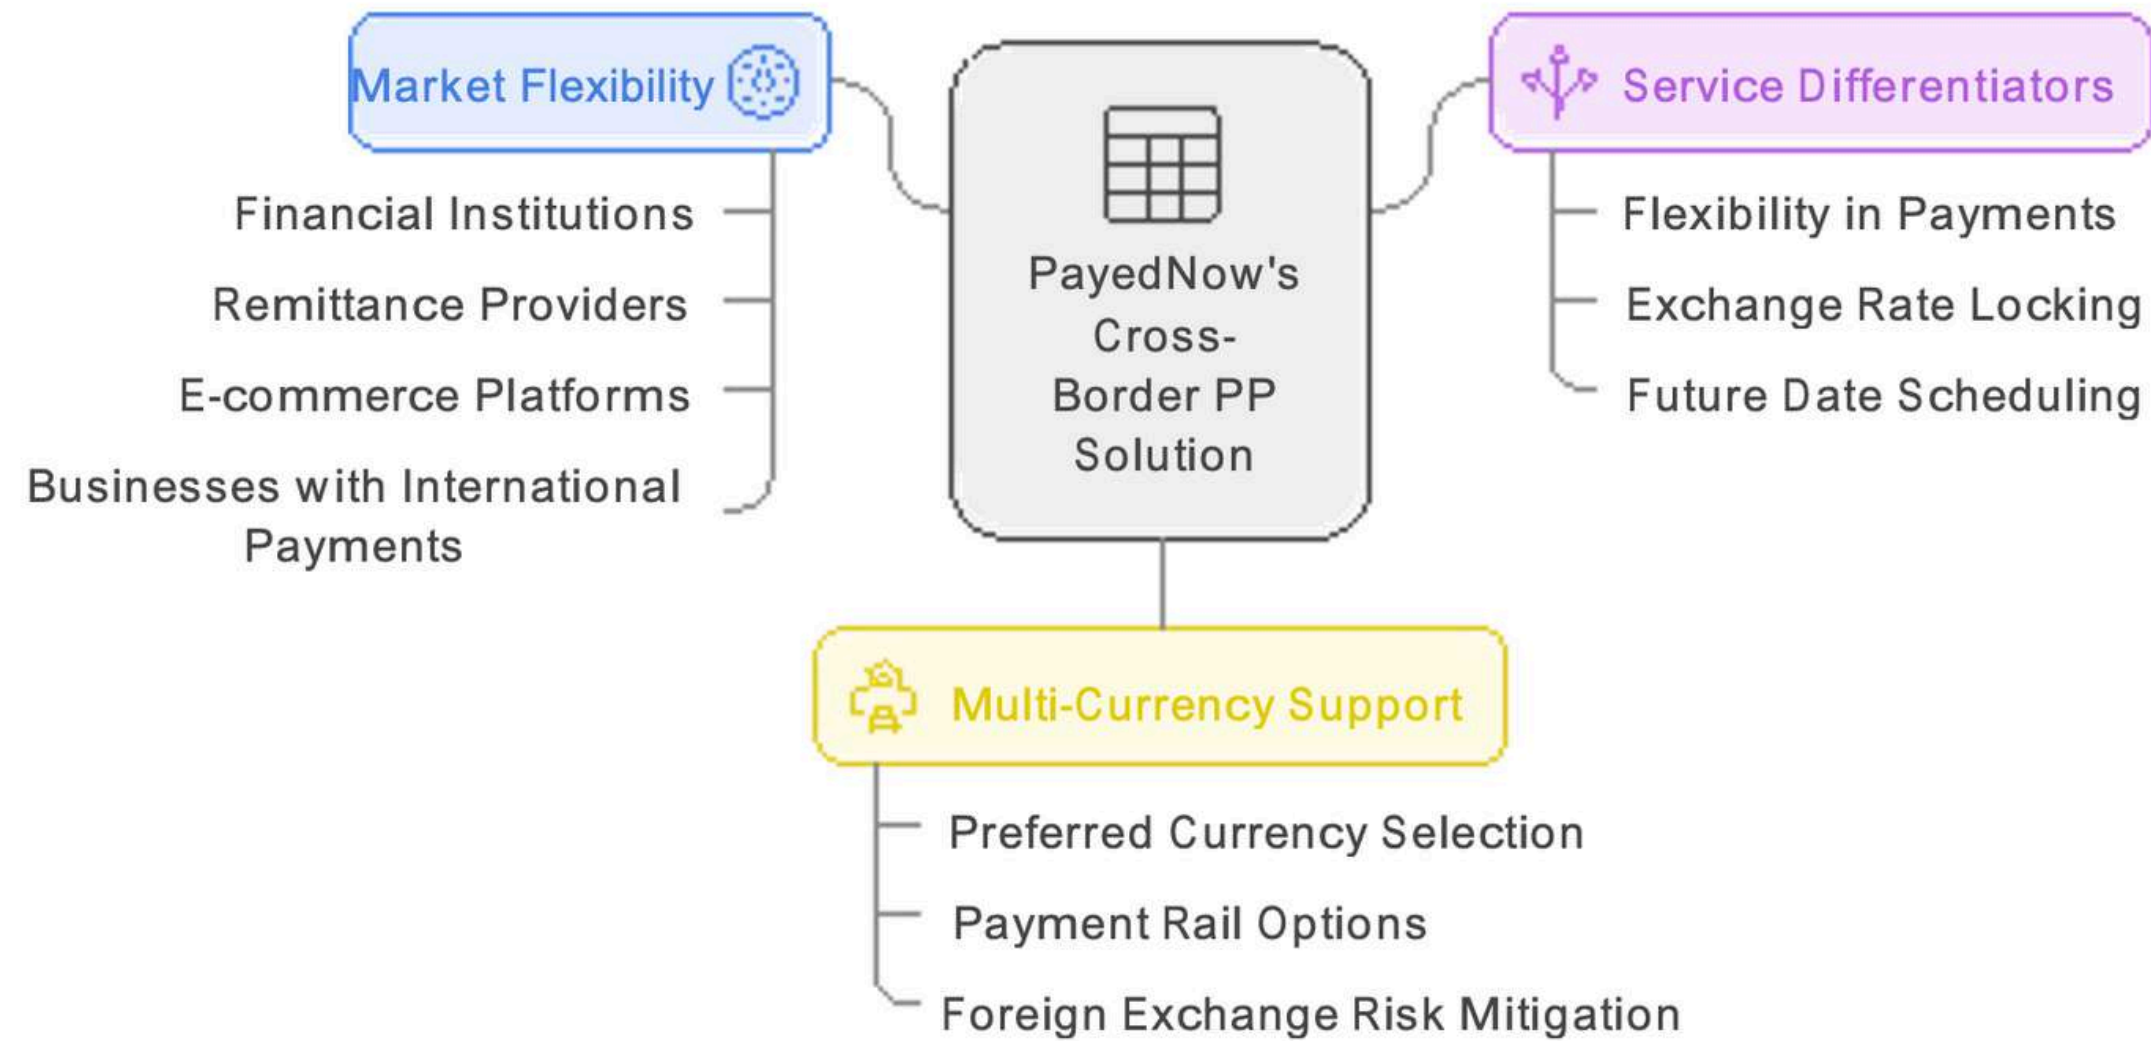 Market Flexibility
Financial Institutions
Remittance Providers
E-commerce Platforms
Businesses with International
Payments
PayedNow's
Cross-
Border PP
Solution
Service Differentiators
Flexibility in Payments
Exchange Rate Locking
Future Date Scheduling
Multi-Currency Support
Preferred Currency Selection
Payment Rail Options
Foreign Exchange Risk Mitigation